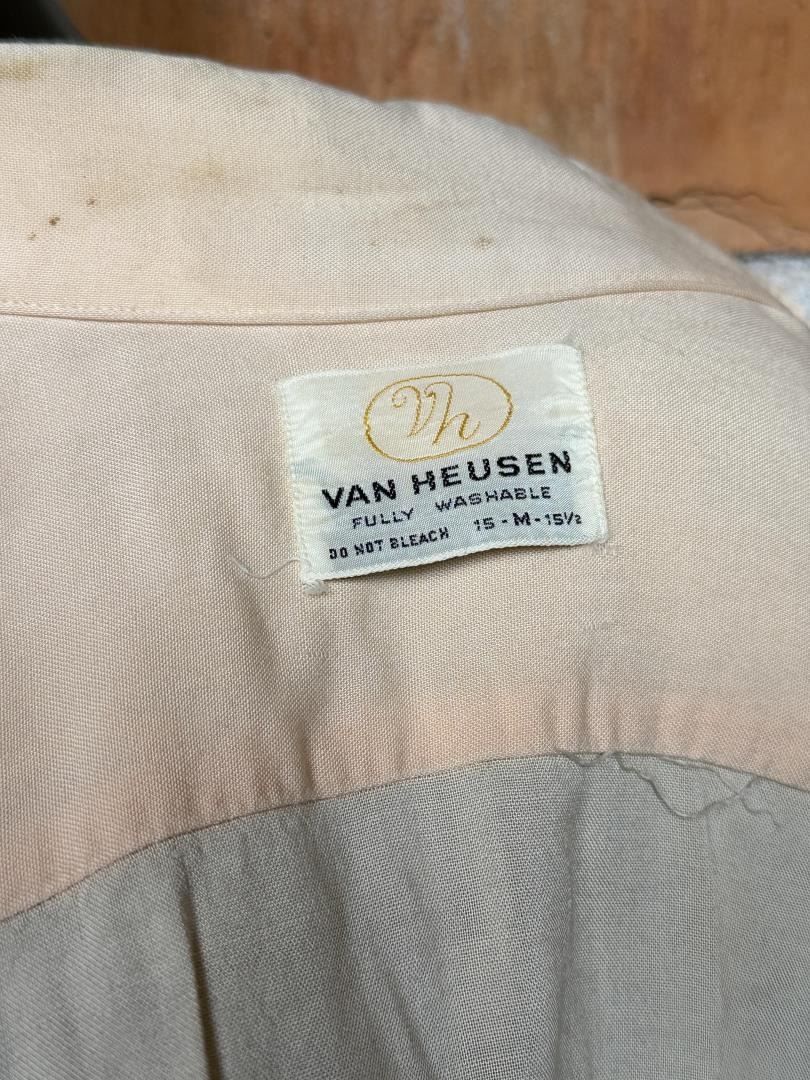 Vh
VAN HEUSEN
FULLY WASHABLE
DO NOT BLEACH 15-M-15½